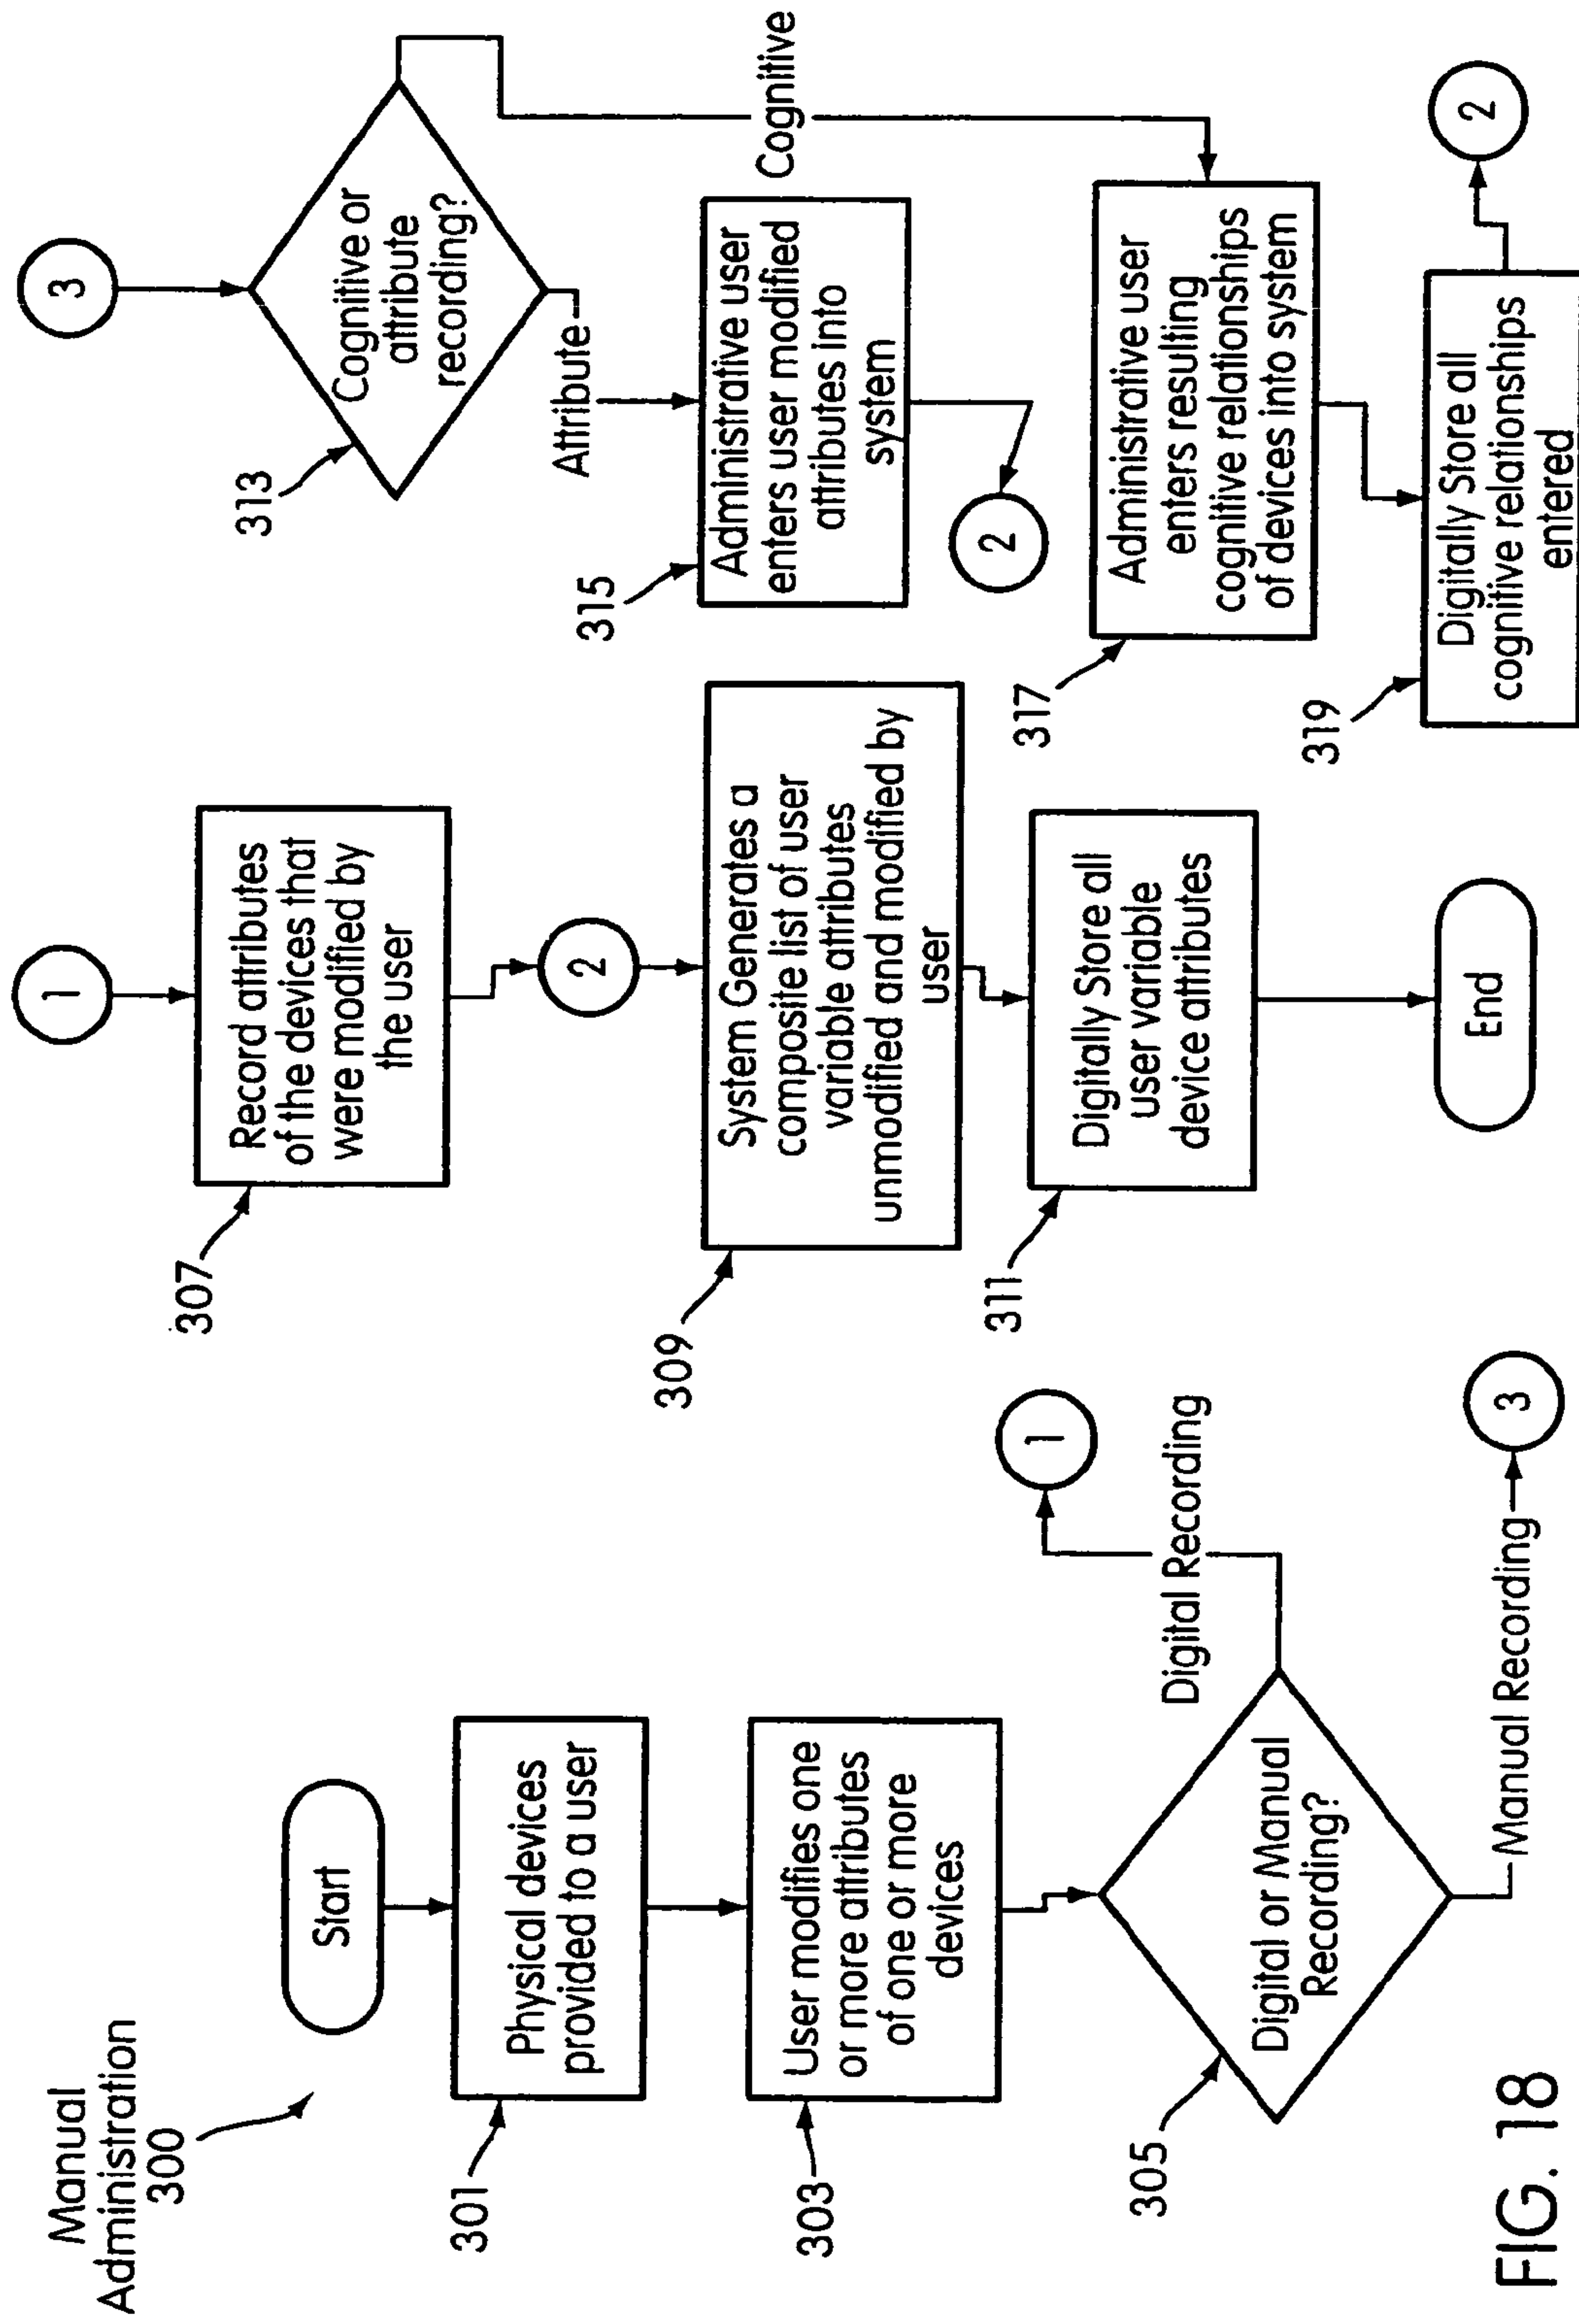 Manual
Administration
300
Start
301
Physical devices
provided to a user
303
User modifies one
or more attributes
of one or more
devices
305
Digital or Manual
Recording?
Digital Recording
1
Manual Recording
3
1
307
Record attributes
of the devices that
were modified by
the user
2
309
System Generates a
composite list of user
variable attributes
unmodified and modified by
user
311
Digitally Store all
user variable
device attributes
End
3
313
Cognitive or
attribute
recording?
Attribute
Cognitive
315
Administrative user
enters user modified
attributes into
system
2
317
Administrative user
enters resulting
cognitive relationships
of devices into system
319
Digitally Store all
cognitive relationships
entered
2
FIG. 18